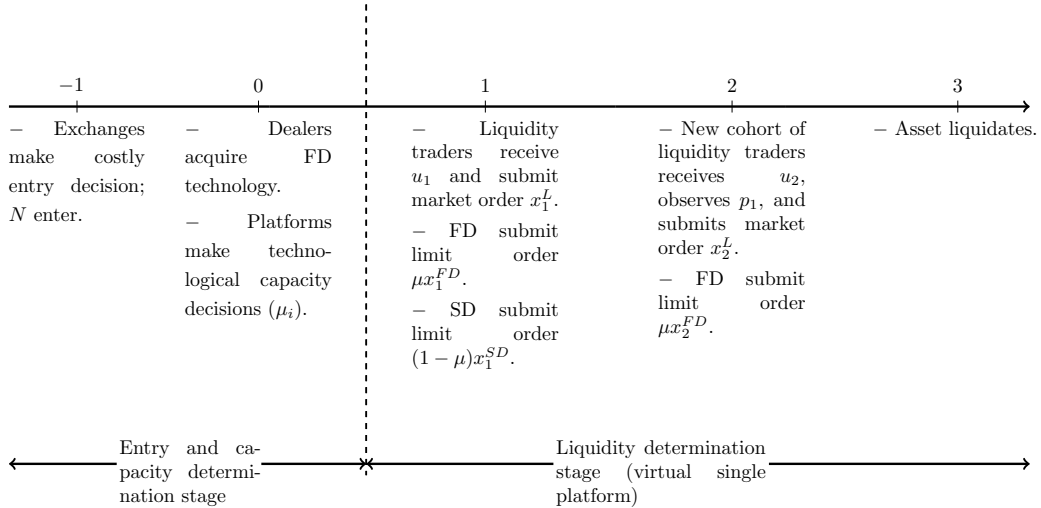 −1
0
1
2
3
− Exchanges
make costly
entry decision;
N enter.
− Dealers
acquire FD
technology.
− Platforms
make techno-
logical capacity
decisions (μ_i).
− Liquidity
traders receive
u_1 and submit
market order x_1^L.
− FD submit
limit order
μx_1^{FD}.
− SD submit
limit order
(1 − μ)x_1^{SD}.
− New cohort of
liquidity traders
receives u_2,
observes p_1, and
submits market
order x_2^L.
− FD submit
limit order
μx_2^{FD}.
− Asset liquidates.
Entry and ca-
pacity determi-
nation stage
Liquidity determination
stage (virtual single
platform)